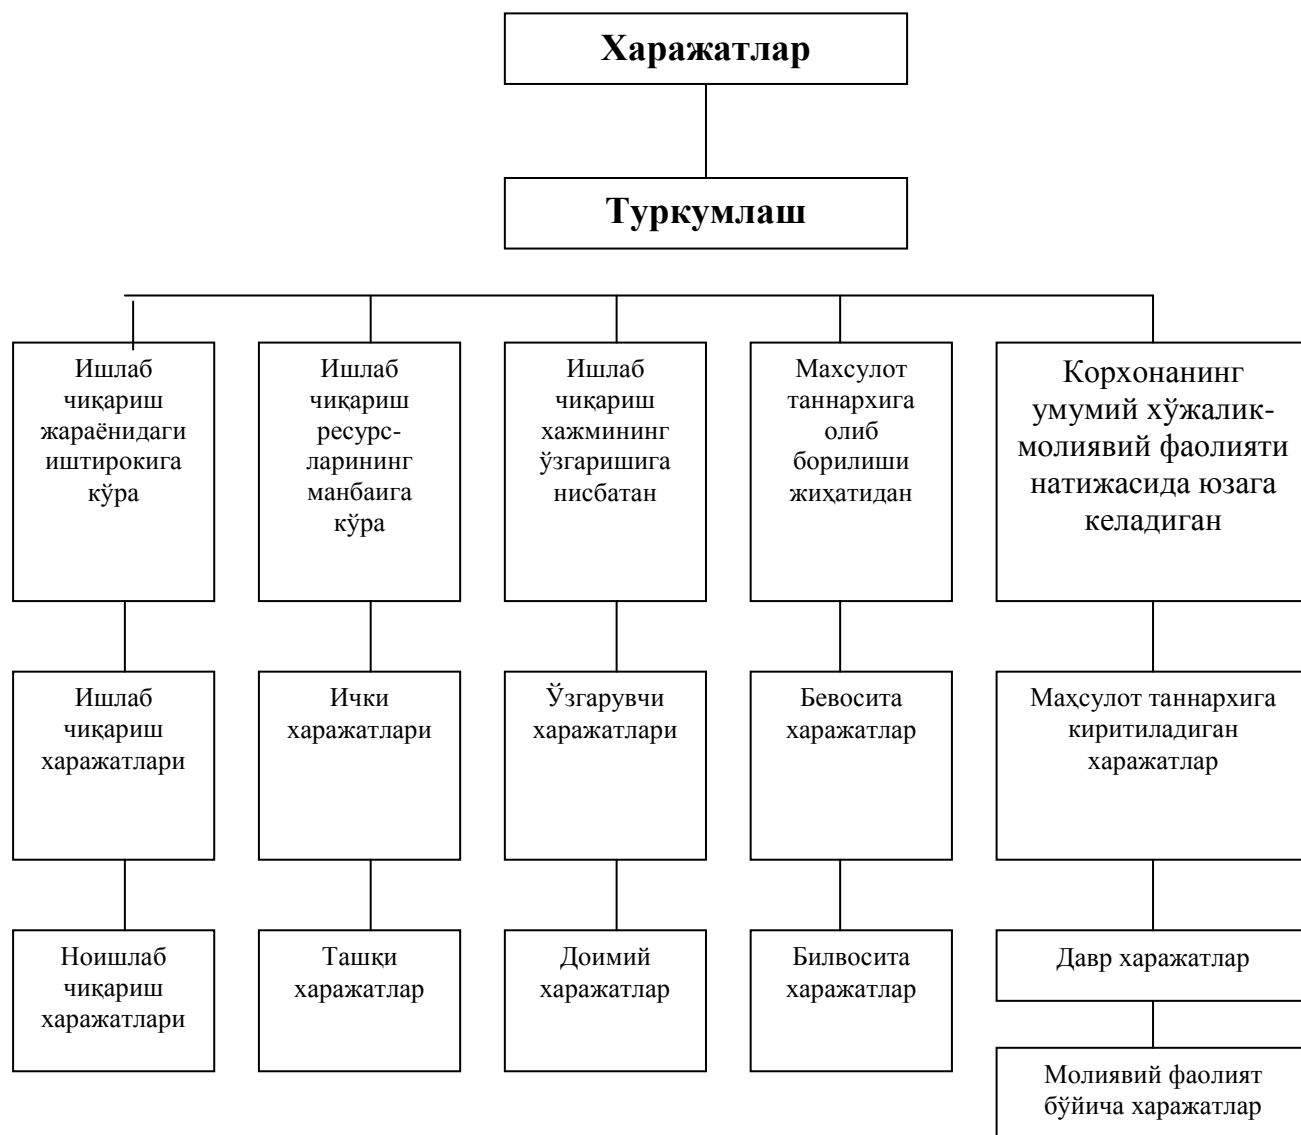 Харажатлар
Туркумлаш
Ишлаб
чиқариш
жараёнидаги
иштирокига
кўра
Ишлаб
чиқариш
ресурс-
ларининг
манбаига
кўра
Ишлаб
чиқариш
хажмининг
ўзгаришига
нисбатан
Махсулот
таннархига
олиб
борилиши
жиҳатидан
Корхонанинг
умумий хўжалик-
молиявий фаолияти
натижасида юзага
келадиган
Ишлаб
чиқариш
харажатлари
Ички
харажатлари
Ўзгарувчи
харажатлари
Бевосита
харажатлар
Маҳсулот таннархига
киритиладиган
харажатлар
Ноишлаб
чиқариш
харажатлари
Ташқи
харажатлар
Доимий
харажатлар
Билвосита
харажатлар
Давр харажатлар
Молиявий фаолият
бўйича харажатлар